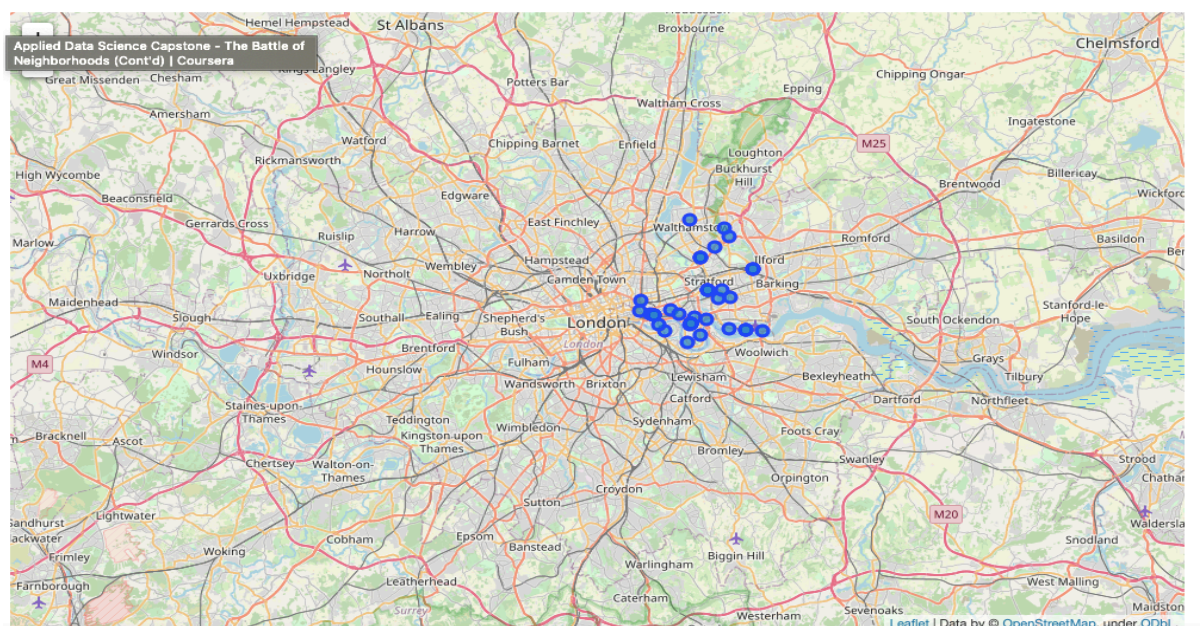 Hemel Hempstead
St Albans
Broxbourne
Chelmsford
Applied Data Science Capstone - The Battle of
Neighborhoods (Cont'd) | Coursera
Kings Langley
Great Missenden
Chesham
Potters Bar
Chipping Ongar
Epping
Amersham
Waltham Cross
Ingatestone
Watford
Chipping Barnet
Enfield
M25
Rickmansworth
Loughton
Buckhurst
Hill
High Wycombe
Billericay
Brentwood
Beaconsfield
Edgware
Wickford
Gerrards Cross
East Finchley
Walthamstow
Ruislip
Harrow
Romford
Basildon
Marlow
Hampstead
Ilford
Ben
Wembley
Northolt
Uxbridge
Camden Town
Stratford
Barking
Maidenhead
Slough
Southall
Ealing
Shepherd's
Bush
London
South Ockendon
Stanford-le-
Hope
London
Brentford
Woolwich
Windsor
M4
Fulham
Grays
Hounslow
Wandsworth
Brixton
Lewisham
Bexleyheath
Tilbury
Catford
Dartford
Northfleet
Staines-upon-
Thames
Teddington
Wimbledon
Sydenham
Foots Cray
Bracknell
Ascot
Kingston upon
Thames
Bromley
Chertsey
Walton-on-
Thames
Swanley
Strood
Orpington
Chathar
Croydon
Sutton
Lightwater
M20
andhurst
ackwater
Cobham
Epsom
Waldersla
Frimley
Woking
Banstead
Biggin Hill
Snodland
Warlingham
Farnborough
Leatherhead
West Malling
Caterham
Surrey
Westerham
Sevenoaks
Maidston
Leaflet | Data by © OpenStreetMap, under ODbL